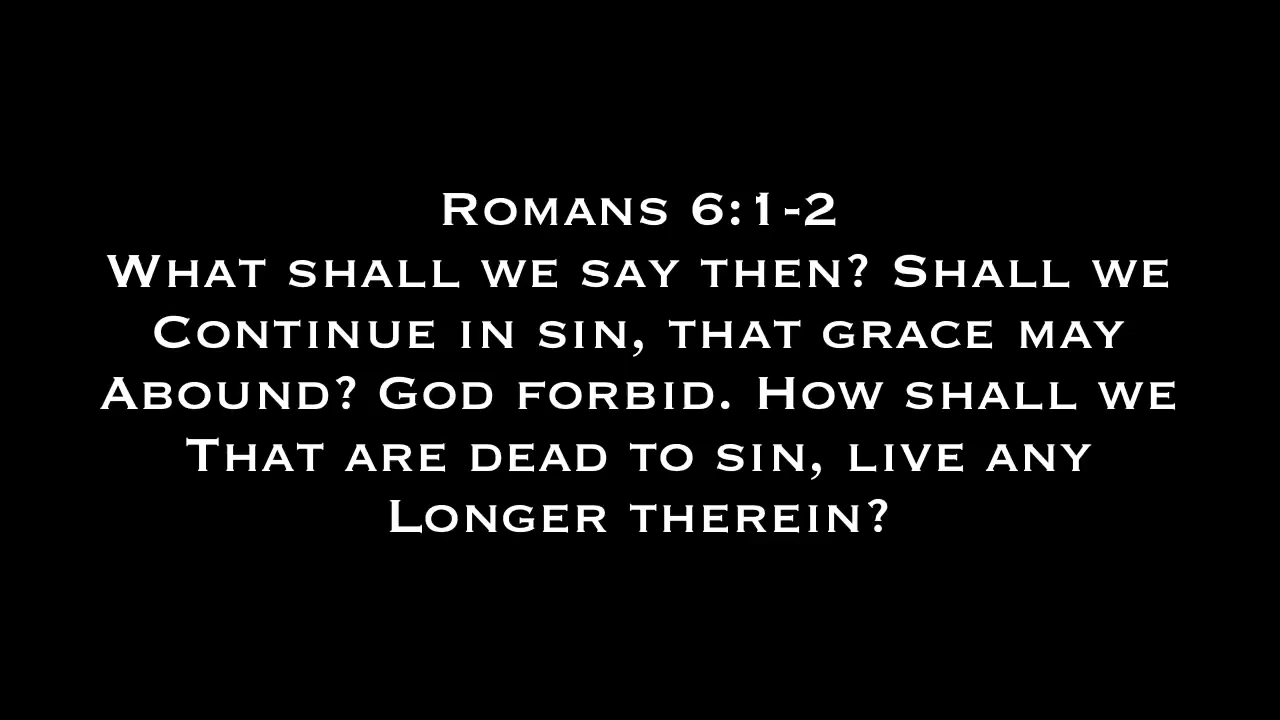 Romans 6:1-2
What shall we say then? Shall we
Continue in sin, that grace may
Abound? God forbid. How shall we
That are dead to sin, live any
Longer therein?